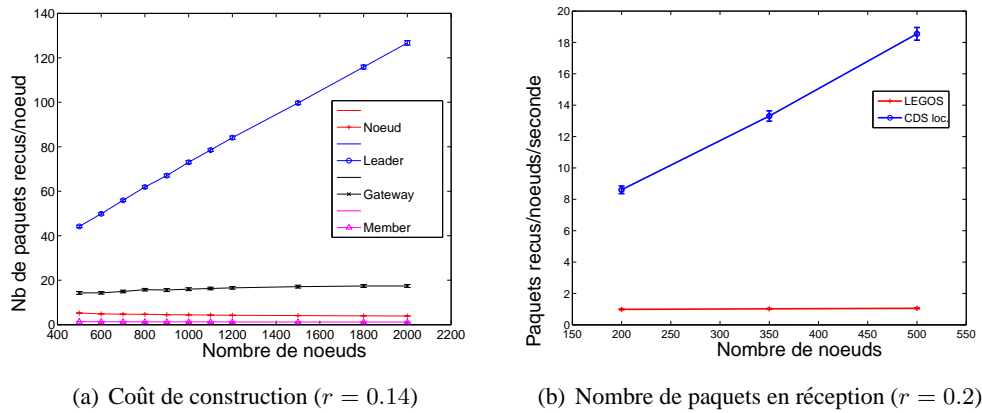 140
120
100
80
60
40
20
0
400 600 800 1000 1200 1400 1600 1800 2000 2200
Nb de paquets recus/noeud
Nombre de noeuds
Noeud
Leader
Gateway
Member
(a) Coût de construction (r = 0.14)
20
18
16
14
12
10
8
6
4
2
0
150 200 250 300 350 400 450 500 550
Paquets recus/noeuds/seconde
Nombre de noeuds
LEGOS
CDS loc.
(b) Nombre de paquets en réception (r = 0.2)